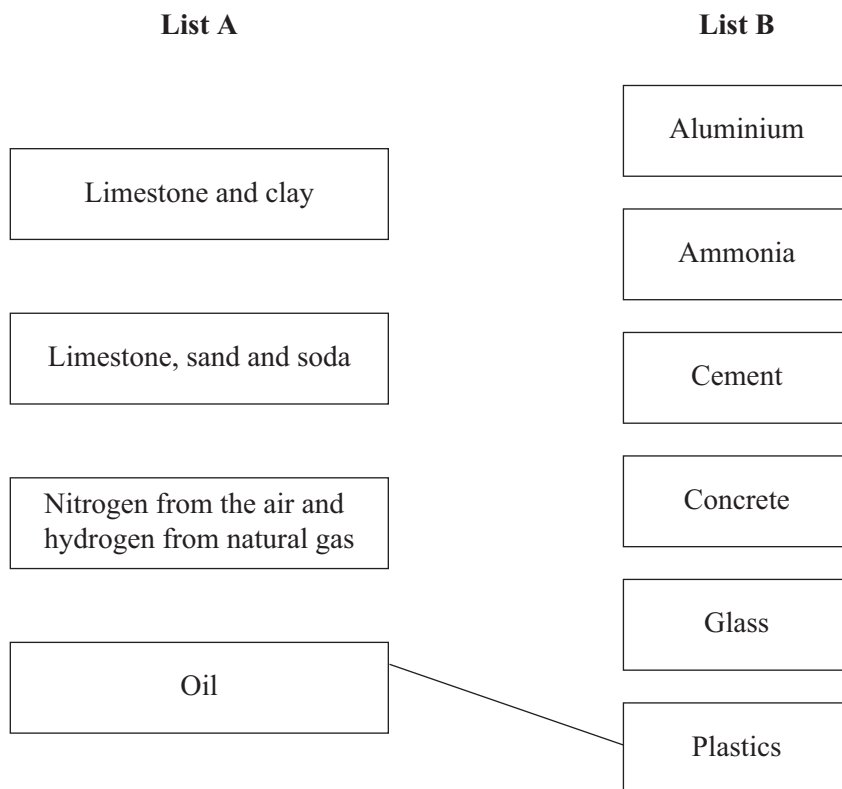 List A
List B
Limestone and clay
Limestone, sand and soda
Nitrogen from the air and
hydrogen from natural gas
Oil
Aluminium
Ammonia
Cement
Concrete
Glass
Plastics